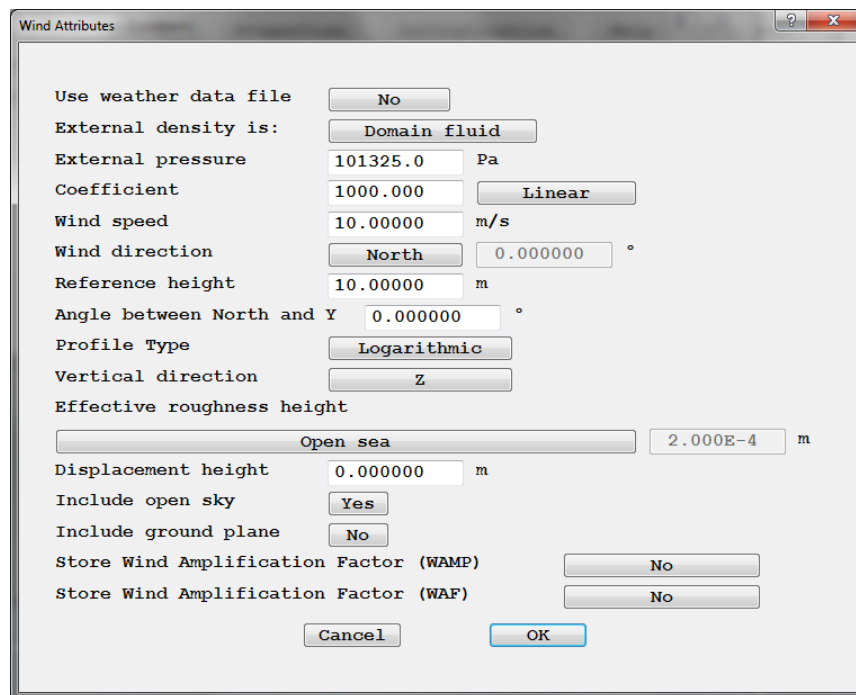 Wind Attributes
Use weather data file No
External density is: Domain fluid
External pressure 101325.0 Pa
Coefficient 1000.000 Linear
Wind speed 10.00000 m/s
Wind direction North 0.000000 °
Reference height 10.00000 m
Angle between North and Y 0.000000 °
Profile Type Logarithmic
Vertical direction Z
Effective roughness height
Open sea 2.000E-4 m
Displacement height 0.000000 m
Include open sky Yes
Include ground plane No
Store Wind Amplification Factor (WAMP) No
Store Wind Amplification Factor (WAF) No
Cancel OK